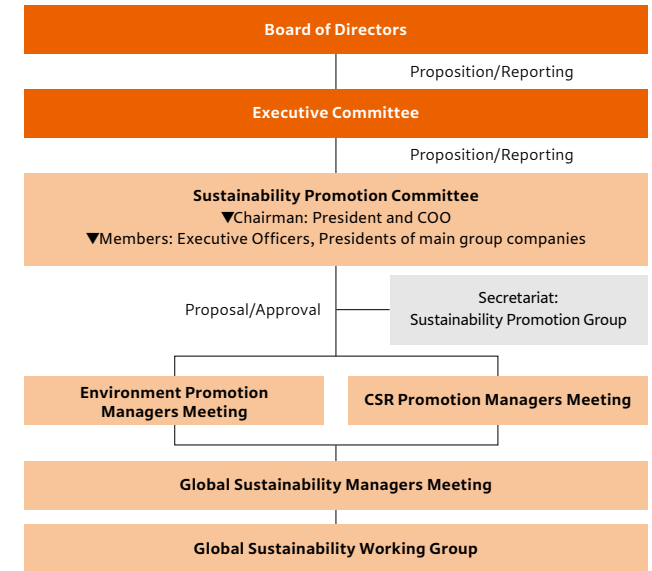 Board of Directors
Proposition/Reporting
Executive Committee
Proposition/Reporting
Sustainability Promotion Committee
▼Chairman: President and COO
▼Members: Executive Officers, Presidents of main group companies
Proposal/Approval
Secretariat:
Sustainability Promotion Group
Environment Promotion
Managers Meeting
CSR Promotion Managers Meeting
Global Sustainability Managers Meeting
Global Sustainability Working Group